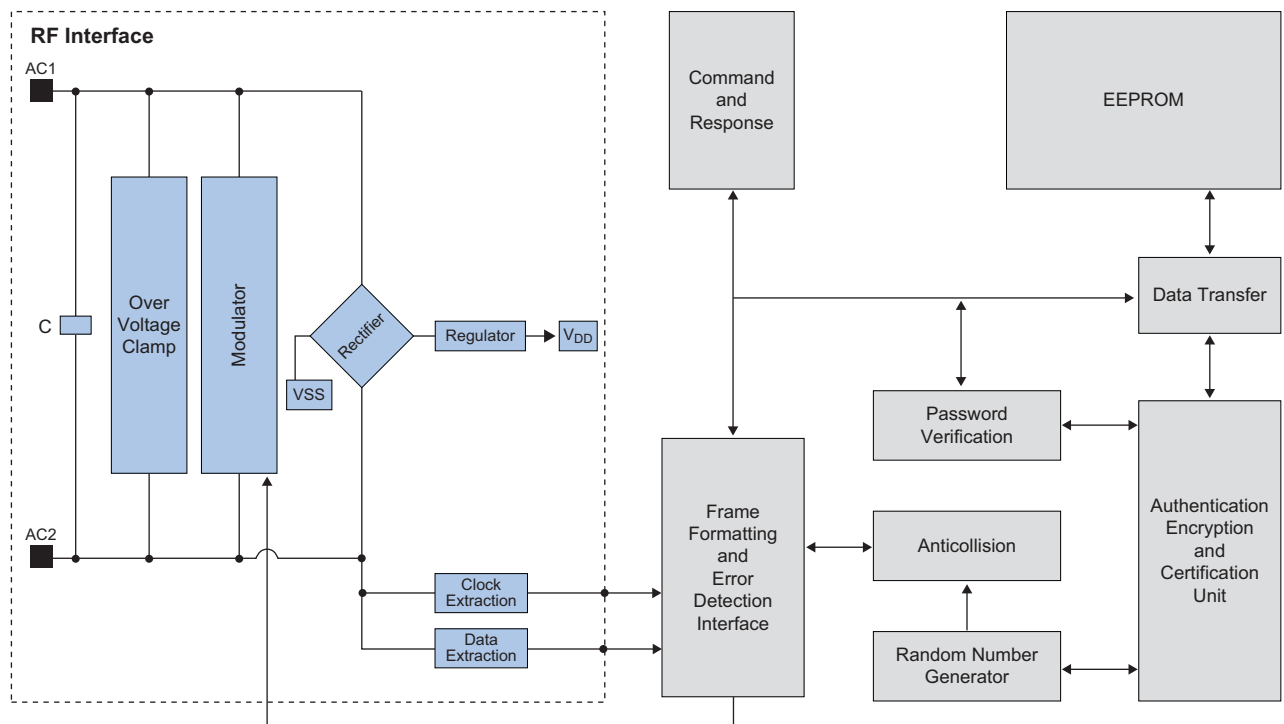 RF Interface
AC1
C
Over
Voltage
Clamp
Modulator
Rectifier
VSS
Regulator
VDD
AC2
Clock
Extraction
Data
Extraction
Command
and
Response
EEPROM
Data Transfer
Password
Verification
Frame
Formatting
and
Error
Detection
Interface
Anticollision
Random Number
Generator
Authentication
Encryption
and
Certification
Unit